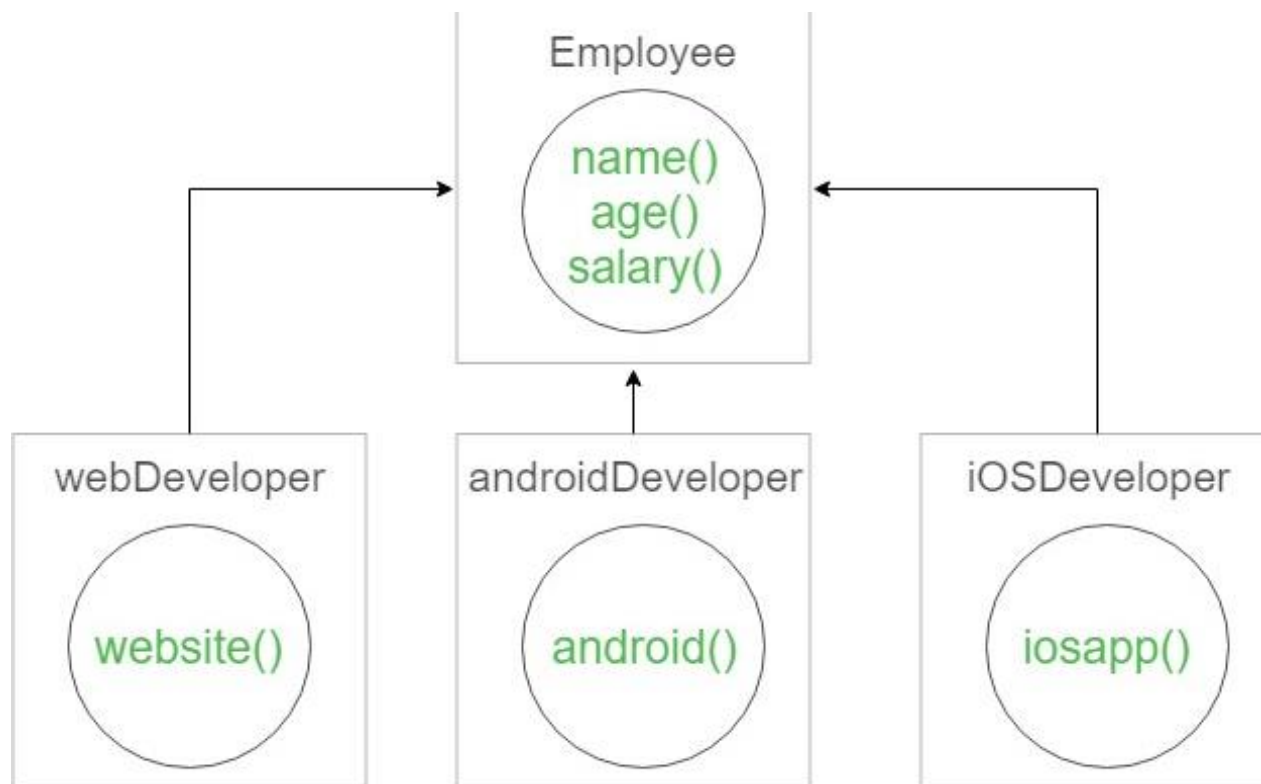 Employee
name()
age()
salary()
webDeveloper
androidDeveloper
iOSDeveloper
website()
android()
iosapp()